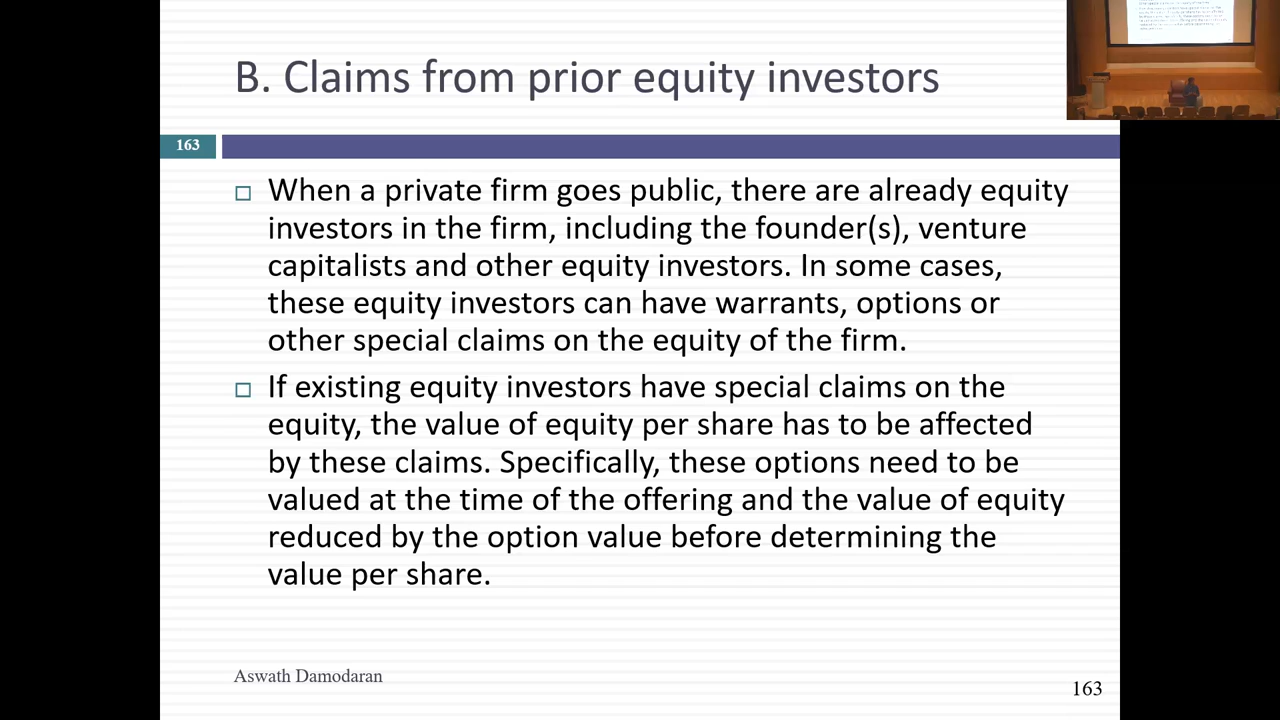 B. Claims from prior equity investors
163
□ When a private firm goes public, there are already equity
investors in the firm, including the founder(s), venture
capitalists and other equity investors. In some cases,
these equity investors can have warrants, options or
other special claims on the equity of the firm.
□ If existing equity investors have special claims on the
equity, the value of equity per share has to be affected
by these claims. Specifically, these options need to be
valued at the time of the offering and the value of equity
reduced by the option value before determining the
value per share.
Aswath Damodaran
163